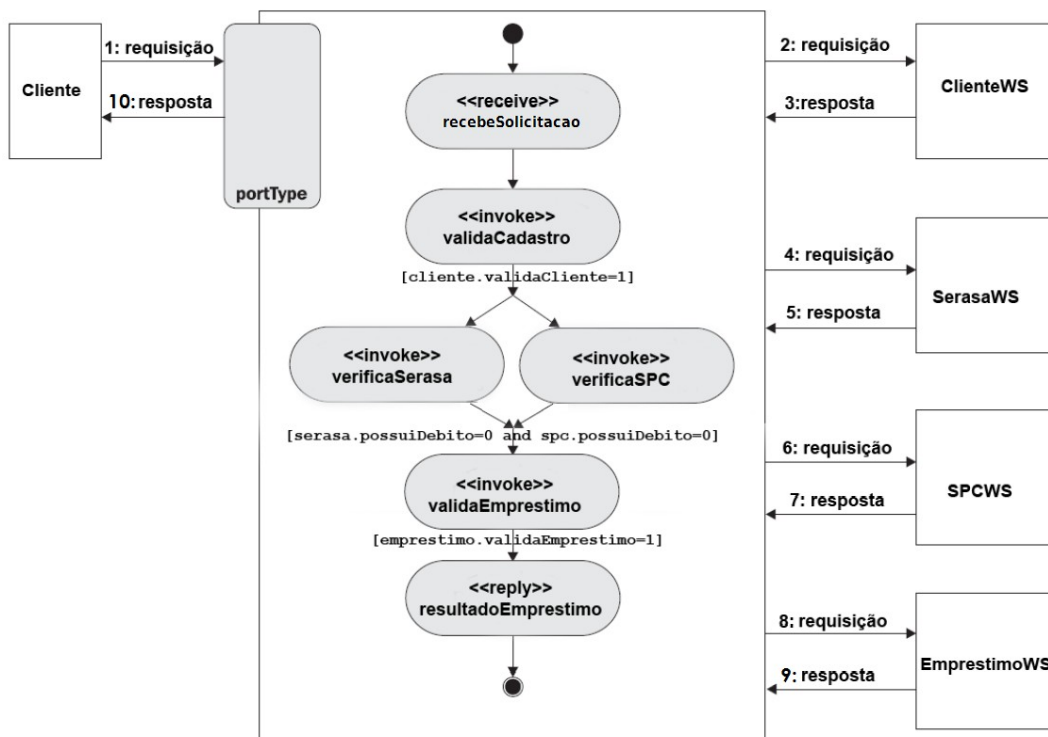 Cliente
1: requisição
10: resposta
portType
<<receive>>
recebeSolicitacao
<<invoke>>
validaCadastro
[cliente.validaCliente=1]
<<invoke>>
verificaSerasa
<<invoke>>
verificaSPC
[serasa.possuiDebito=0 and spc.possuiDebito=0]
<<invoke>>
validaEmprestimo
[emprestimo.validaEmprestimo=1]
<<reply>>
resultadoEmprestimo
2: requisição
3:resposta
ClienteWS
4: requisição
5: resposta
SerasaWS
6: requisição
7: resposta
SPCWS
8: requisição
9: resposta
EmprestimoWS